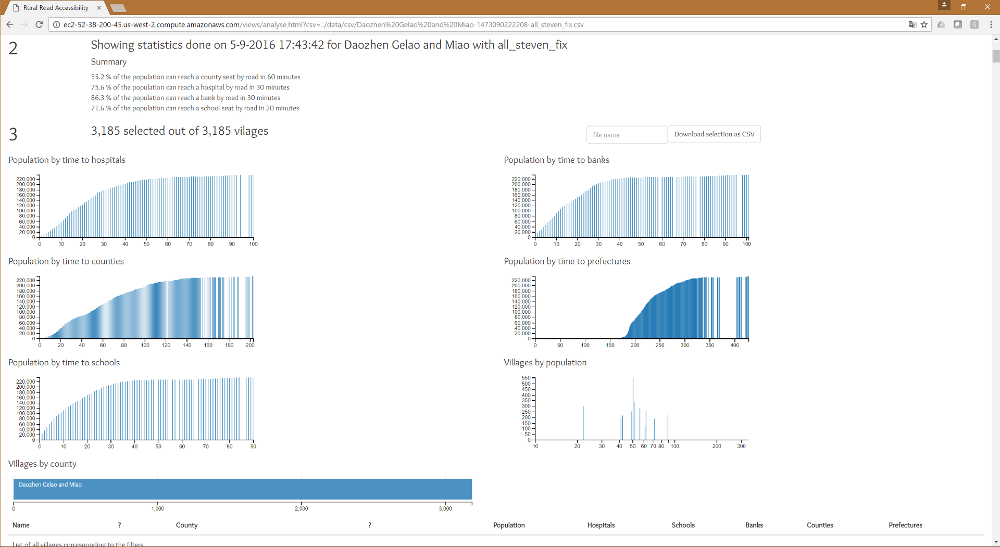 Rural Road Accessibility
ec2-52-38-200-45.us-west-2.compute.amazonaws.com/views/analyse.html?csv=../data/csv/Daozhen%20Gelao%20and%20Miao-1473090222208-all_steven_fix.csv
2
Showing statistics done on 5-9-2016 17:43:42 for Daozhen Gelao and Miao with all_steven_fix
Summary
55.2 % of the population can reach a county seat by road in 60 minutes
75.6 % of the population can reach a hospital by road in 30 minutes
86.3 % of the population can reach a bank by road in 30 minutes
71.6 % of the population can reach a school seat by road in 20 minutes
3
3,185 selected out of 3,185 vilages
file name
Download selection as CSV
Population by time to hospitals
220,000
200,000
180,000
160,000
140,000
120,000
100,000
80,000
60,000
40,000
20,000
0
0 10 20 30 40 50 60 70 80 90 100
Population by time to banks
220,000
200,000
180,000
160,000
140,000
120,000
100,000
80,000
60,000
40,000
20,000
0
0 10 20 30 40 50 60 70 80 90 100
Population by time to counties
220,000
200,000
180,000
160,000
140,000
120,000
100,000
80,000
60,000
40,000
20,000
0
0 20 40 60 80 100 120 140 160 180 200
Population by time to prefectures
220,000
200,000
180,000
160,000
140,000
120,000
100,000
80,000
60,000
40,000
20,000
0
0 50 100 150 200 250 300 350 400
Population by time to schools
220,000
200,000
180,000
160,000
140,000
120,000
100,000
80,000
60,000
40,000
20,000
0
0 10 20 30 40 50 60 70 80 90
Villages by population
550
500
450
400
350
300
250
200
150
100
50
0
10 20 30 40 50 60 70 80 100 200 300
Villages by county
Daozhen Gelao and Miao
0 1,000 2,000 3,000
Name ? County ? Population Hospitals Schools Banks Counties Prefectures
List of all villages corresponding to the filters